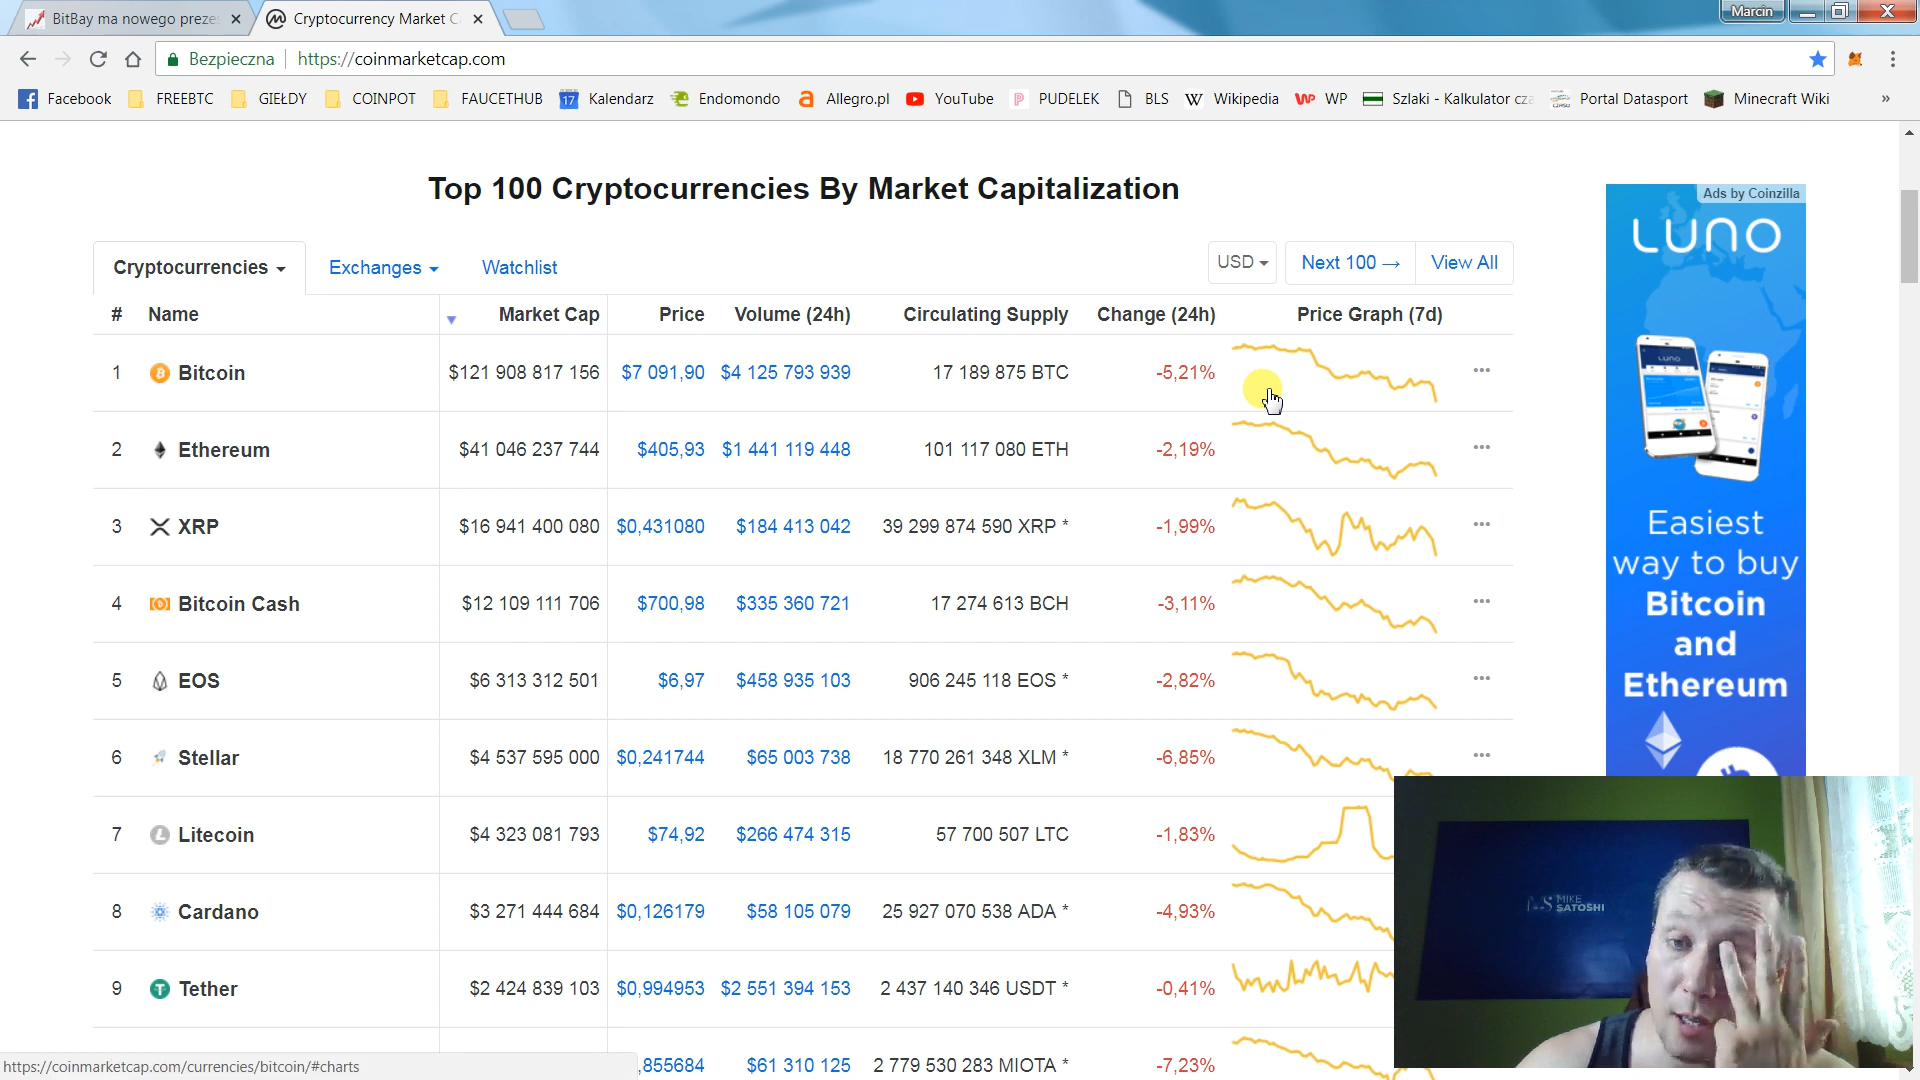 BitBay ma nowego preze
Cryptocurrency Market C
Marcin
Bezpieczna
https://coinmarketcap.com
Facebook FREEBTC GIEŁDY COINPOT FAUCETHUB Kalendarz Endomondo Allegro.pl YouTube PUDELEK BLS Wikipedia WP Szlaki - Kalkulator cza Portal Datasport Minecraft Wiki »
Top 100 Cryptocurrencies By Market Capitalization
Ads by Coinzilla
LUNO
Cryptocurrencies Exchanges Watchlist USD Next 100 → View All
# Name Market Cap Price Volume (24h) Circulating Supply Change (24h) Price Graph (7d)
1 Bitcoin $121 908 817 156 $7 091,90 $4 125 793 939 17 189 875 BTC -5,21%
2 Ethereum $41 046 237 744 $405,93 $1 441 119 448 101 117 080 ETH -2,19%
3 XRP $16 941 400 080 $0,431080 $184 413 042 39 299 874 590 XRP * -1,99%
4 Bitcoin Cash $12 109 111 706 $700,98 $335 360 721 17 274 613 BCH -3,11%
5 EOS $6 313 312 501 $6,97 $458 935 103 906 245 118 EOS * -2,82%
6 Stellar $4 537 595 000 $0,241744 $65 003 738 18 770 261 348 XLM * -6,85%
7 Litecoin $4 323 081 793 $74,92 $266 474 315 57 700 507 LTC -1,83%
8 Cardano $3 271 444 684 $0,126179 $58 105 079 25 927 070 538 ADA * -4,93%
9 Tether $2 424 839 103 $0,994953 $2 551 394 153 2 437 140 346 USDT * -0,41%
,855684 $61 310 125 2 779 530 283 MIOTA * -7,23%
Easiest
way to buy
Bitcoin
and
Ethereum
MIKE
SATOSHI
https://coinmarketcap.com/currencies/bitcoin/#charts